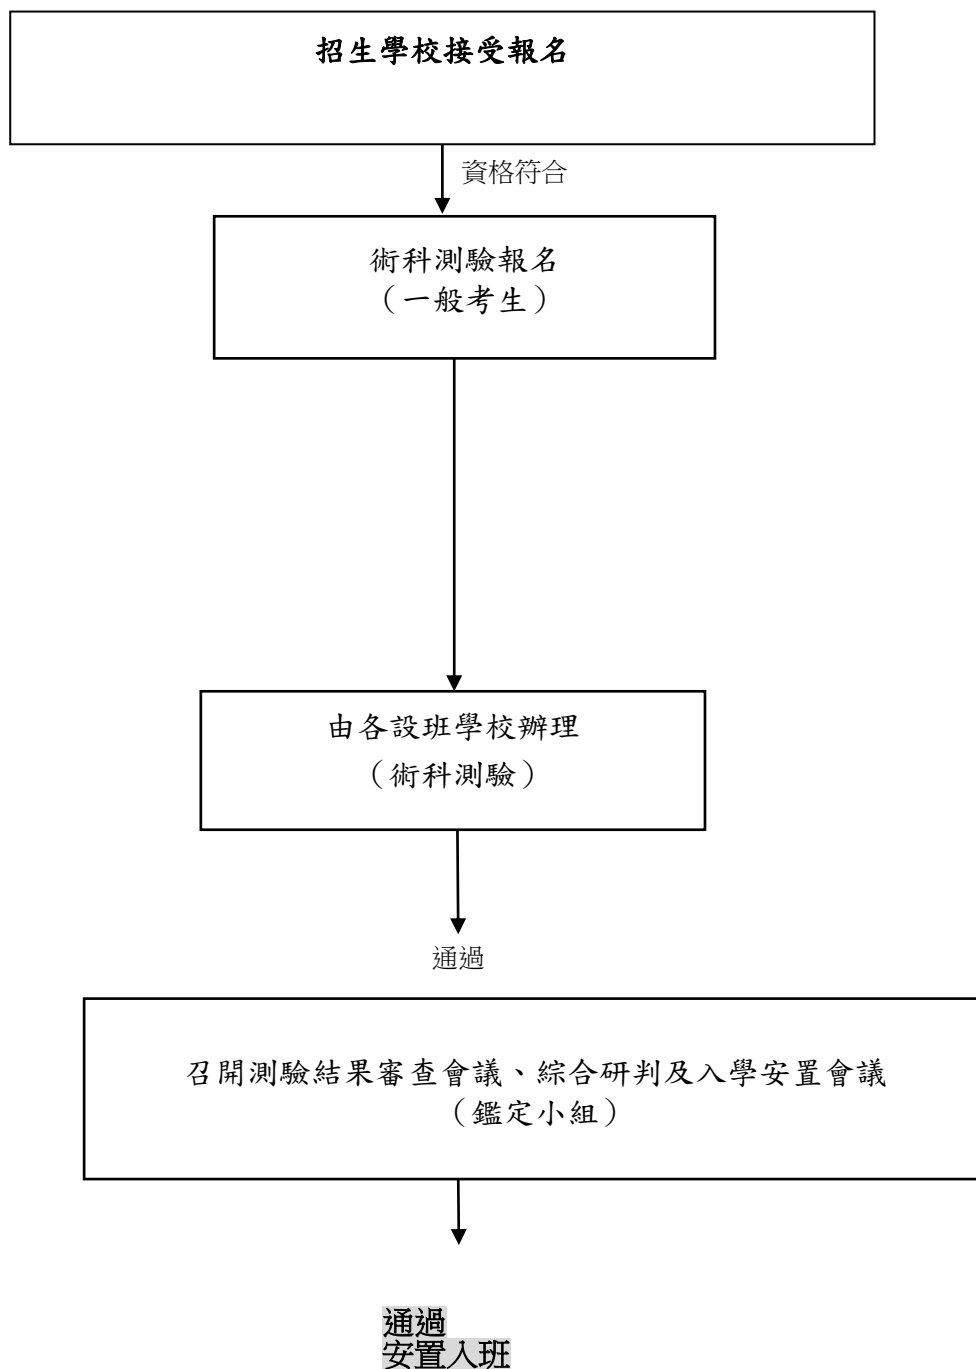 招生學校接受報名
資格符合
術科測驗報名
（一般考生）
由各設班學校辦理
（術科測驗）
通過
召開測驗結果審查會議、綜合研判及入學安置會議
（鑑定小組）
通過
安置入班